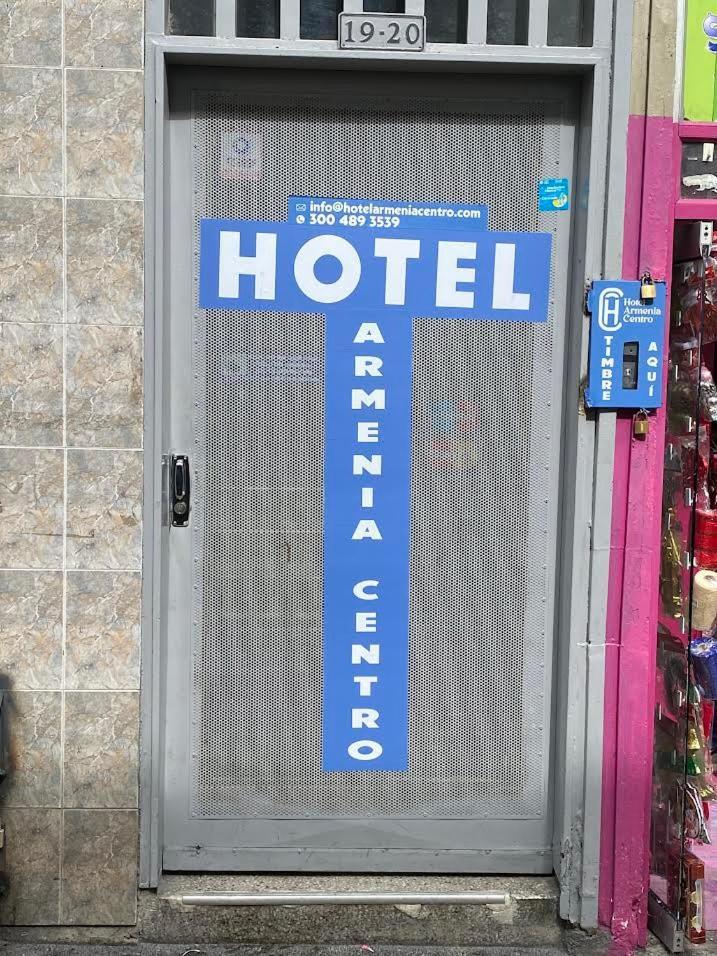 19-20
info@hotelarmeniacentro.com
300 489 3539
HOTEL
ARMENIA CENTRO
Hotel
Armenia
Centro
TIMBRE
AQUÍ